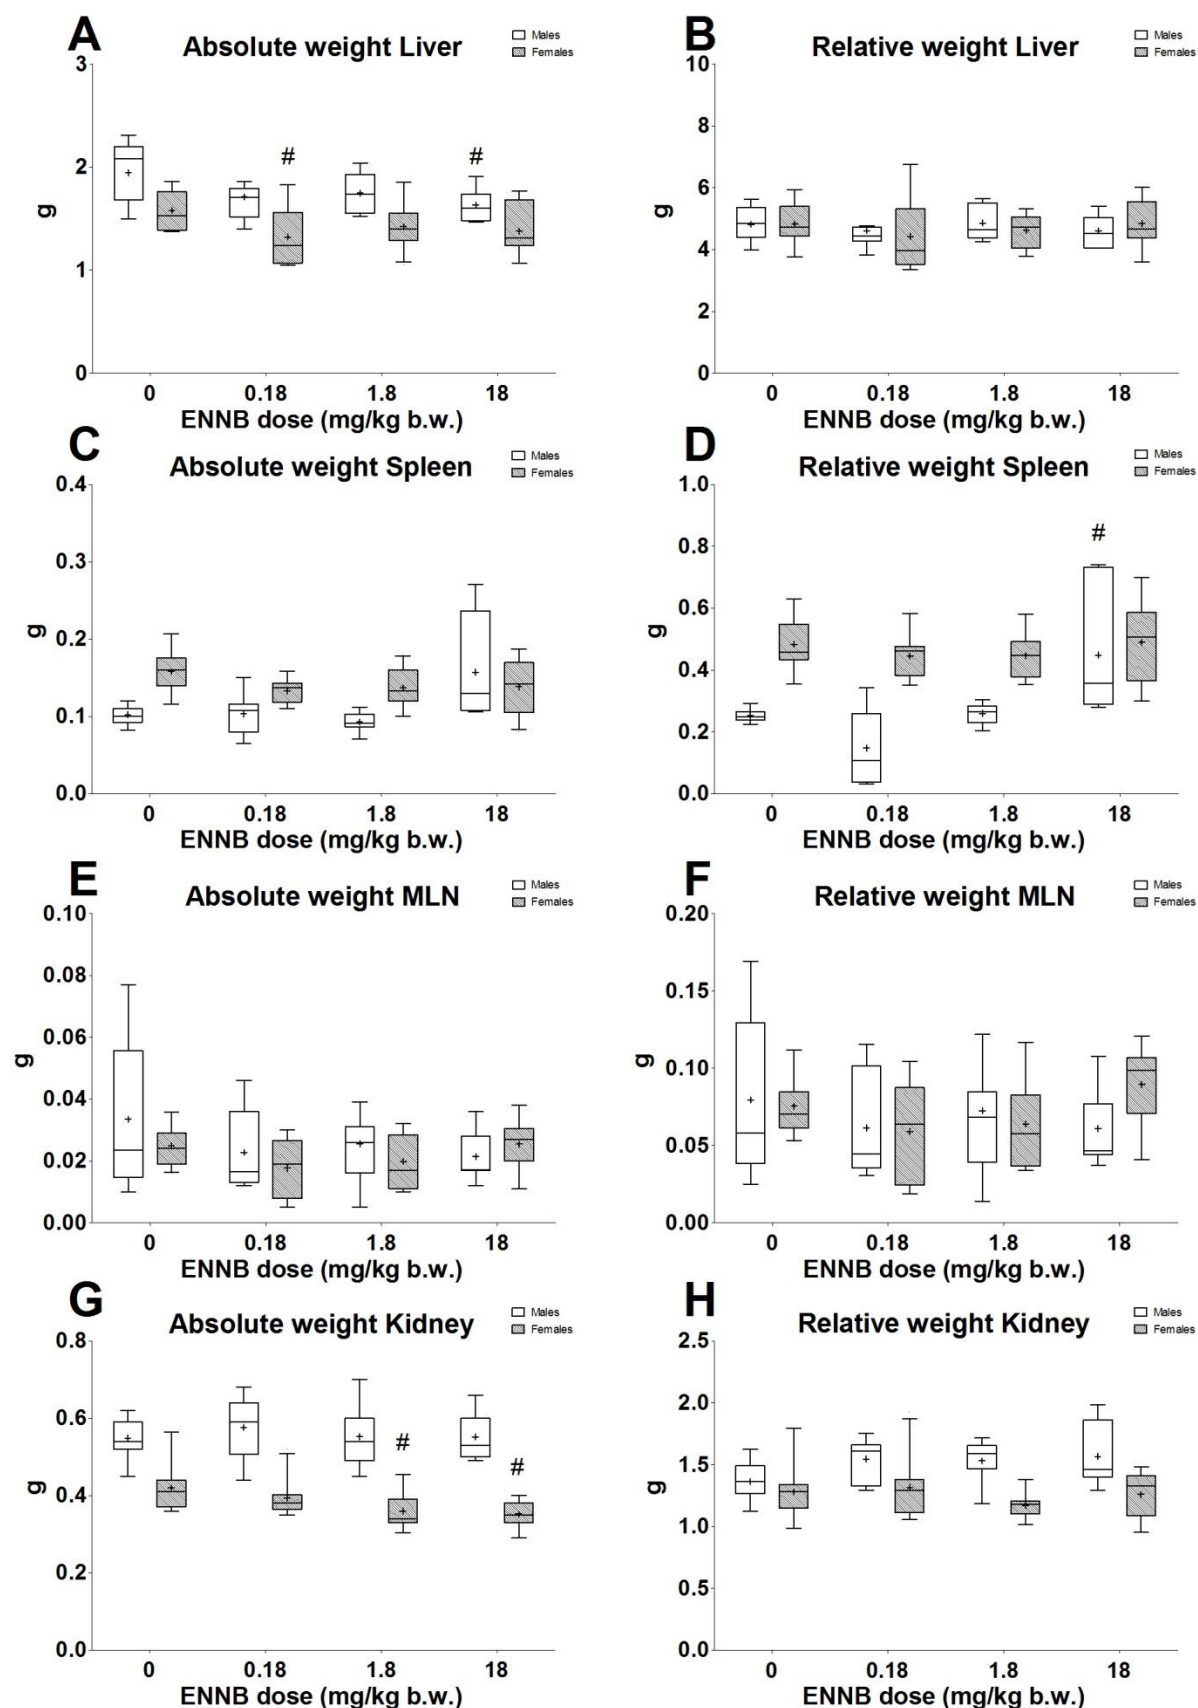 A
Absolute weight Liver
Males
Females
3
2
1
0
g
#
#
0 0.18 1.8 18
ENNB dose (mg/kg b.w.)
B
Relative weight Liver
Males
Females
10
8
6
4
2
0
g
0 0.18 1.8 18
ENNB dose (mg/kg b.w.)
C
Absolute weight Spleen
Males
Females
0.4
0.3
0.2
0.1
0.0
g
0 0.18 1.8 18
ENNB dose (mg/kg b.w.)
D
Relative weight Spleen
Males
Females
1.0
0.8
0.6
0.4
0.2
0.0
g
#
0 0.18 1.8 18
ENNB dose (mg/kg b.w.)
E
Absolute weight MLN
Males
Females
0.10
0.08
0.06
0.04
0.02
0.00
g
0 0.18 1.8 18
ENNB dose (mg/kg b.w.)
F
Relative weight MLN
Males
Females
0.20
0.15
0.10
0.05
0.00
g
0 0.18 1.8 18
ENNB dose (mg/kg b.w.)
G
Absolute weight Kidney
Males
Females
0.8
0.6
0.4
0.2
0.0
g
#
#
0 0.18 1.8 18
ENNB dose (mg/kg b.w.)
H
Relative weight Kidney
Males
Females
2.5
2.0
1.5
1.0
0.5
0.0
g
0 0.18 1.8 18
ENNB dose (mg/kg b.w.)